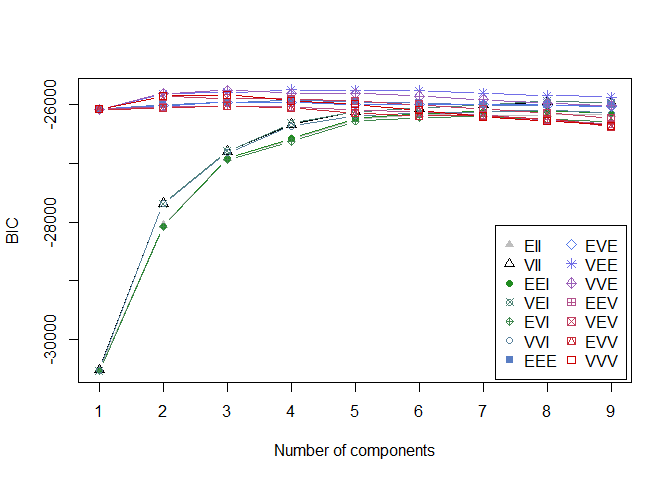 -26000
-28000
-30000
BIC
1 2 3 4 5 6 7 8 9
Number of components
EII
VII
EEI
VEI
EVI
VVI
EEE
EVE
VEE
VVE
EEV
VEV
EVV
VVV